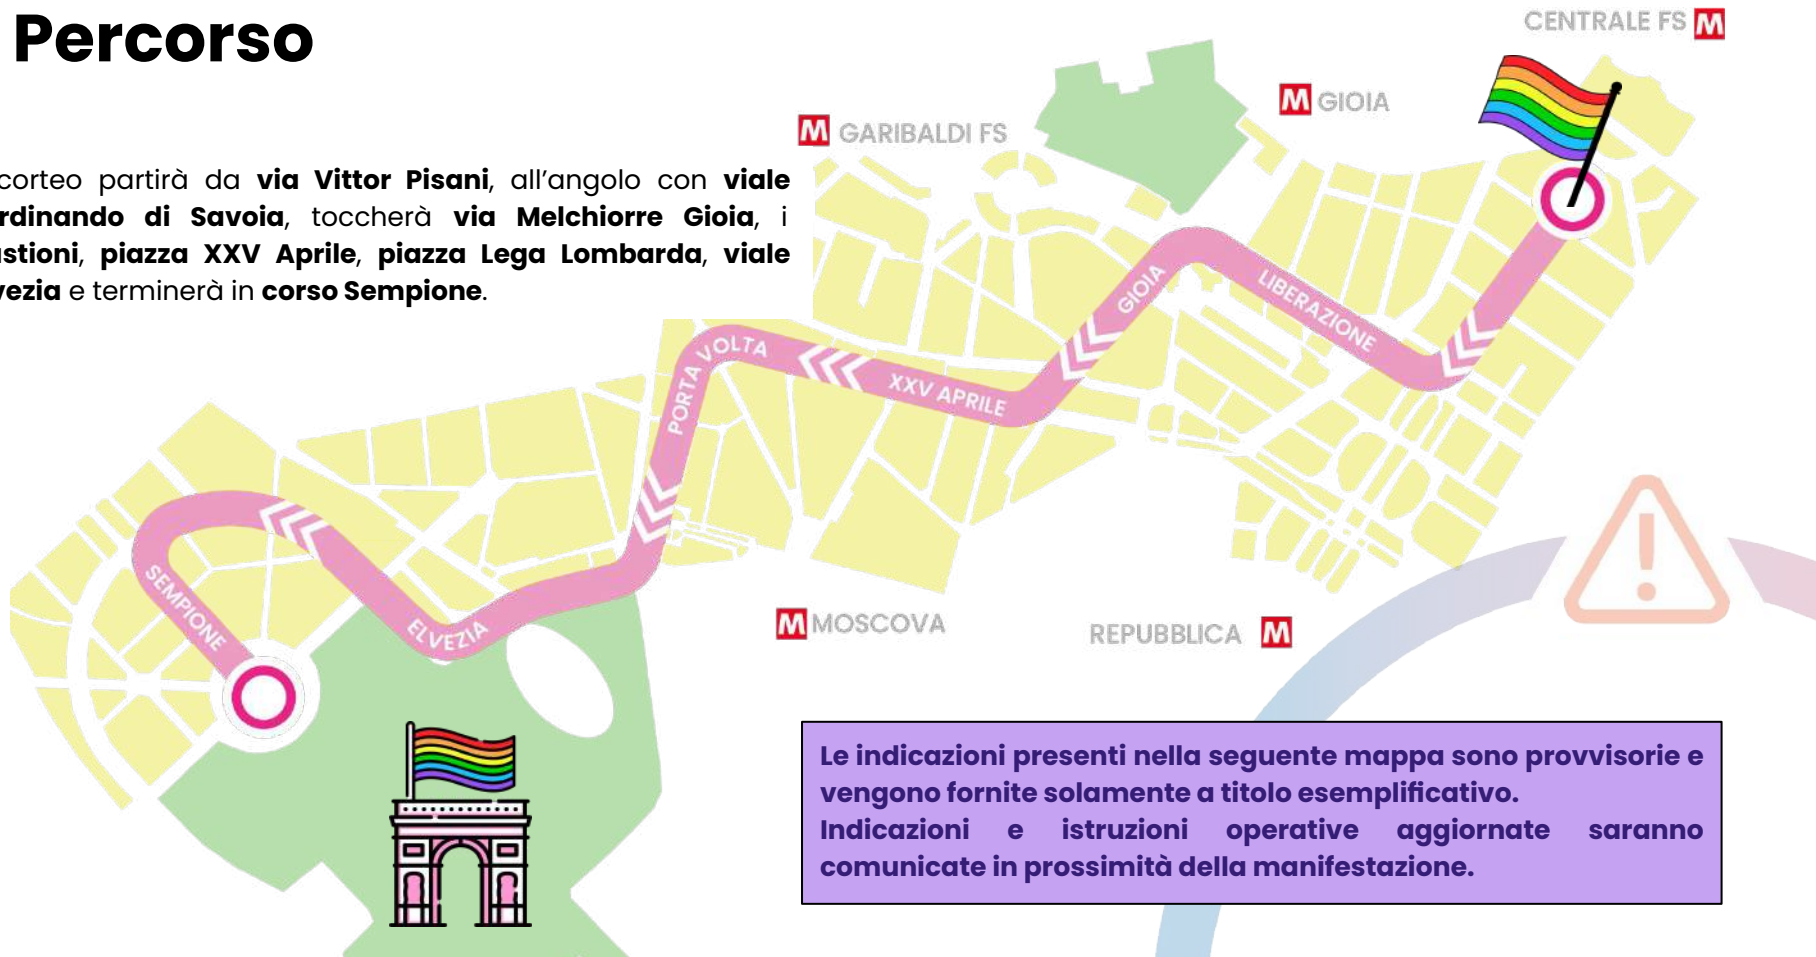 Percorso
corteo partirà da via Vittor Pisani, all’angolo con viale
rdinando di Savoia, toccherà via Melchiorre Gioia, i
stioni, piazza XXV Aprile, piazza Lega Lombarda, viale
vezia e terminerà in corso Sempione.
CENTRALE FS M
M GIOIA
M GARIBALDI FS
LIBERAZIONE
GIOIA
XXV APRILE
PORTA VOLTA
ELVEZIA
SEMPIONE
M MOSCOVA
REPUBBLICA M
Le indicazioni presenti nella seguente mappa sono provvisorie e
vengono fornite solamente a titolo esemplificativo.
Indicazioni e istruzioni operative aggiornate saranno
comunicate in prossimità della manifestazione.